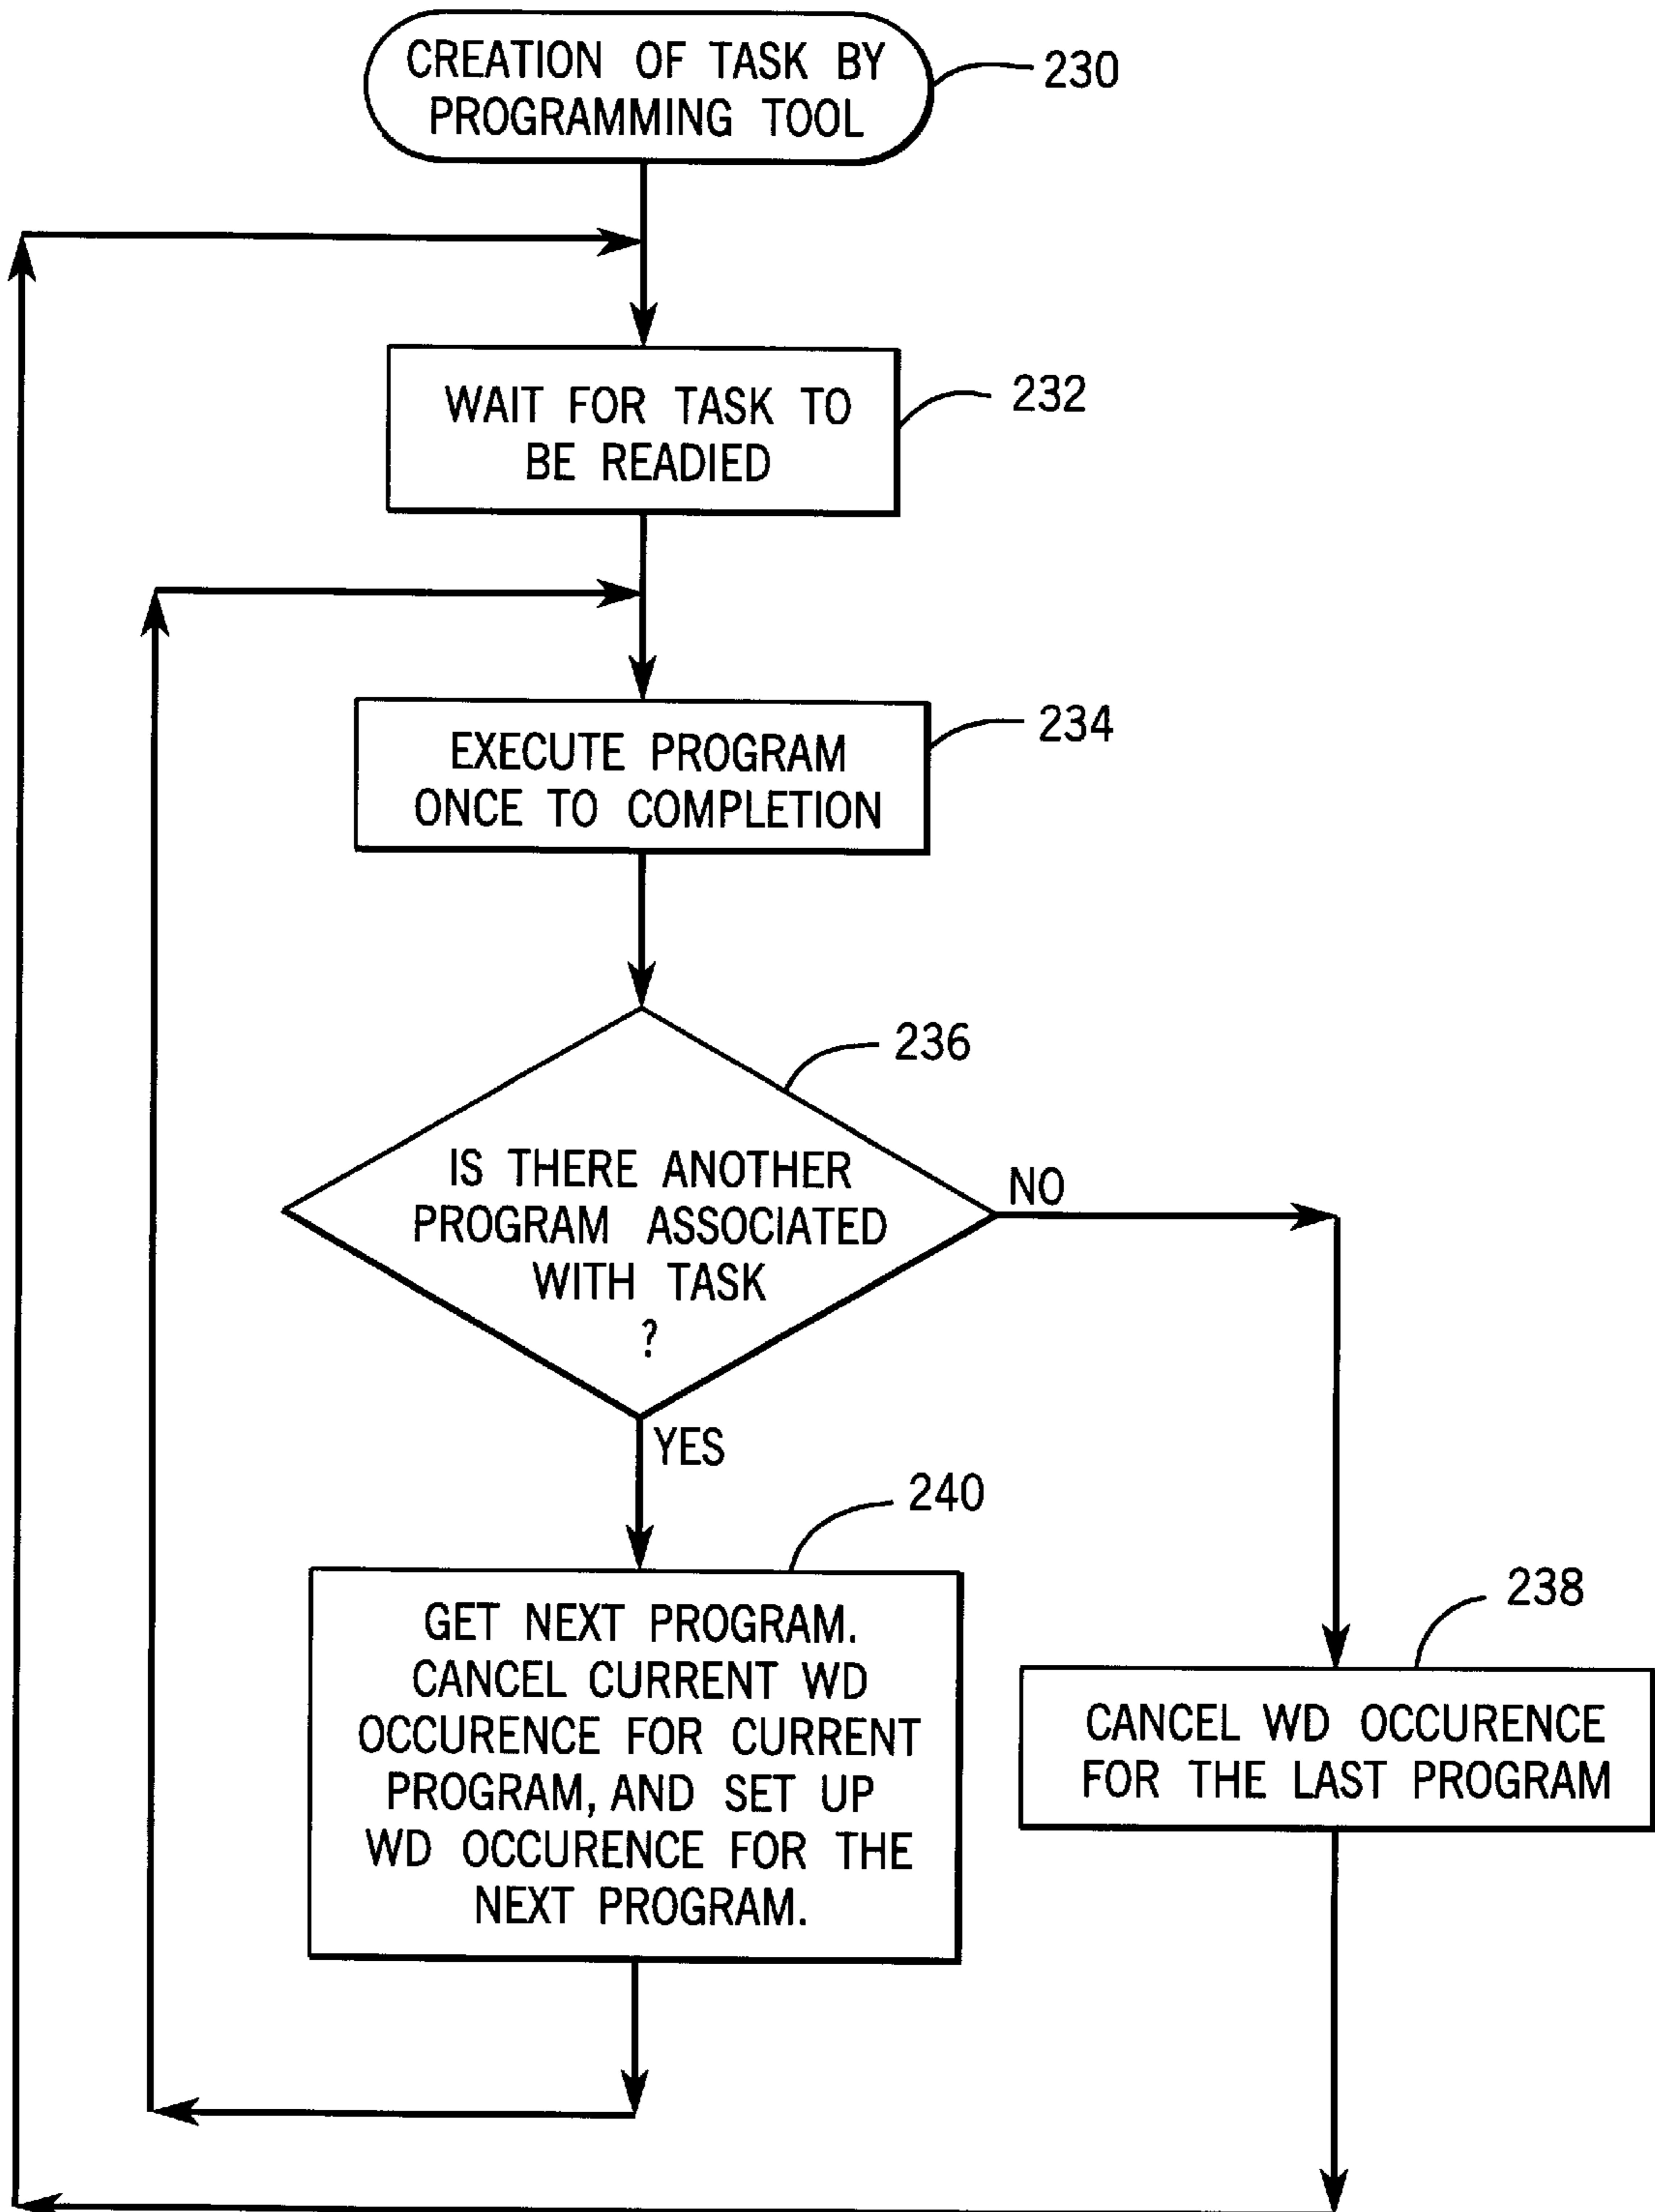 CREATION OF TASK BY
PROGRAMMING TOOL
230
WAIT FOR TASK TO
BE READIED
232
EXECUTE PROGRAM
ONCE TO COMPLETION
234
236
IS THERE ANOTHER
PROGRAM ASSOCIATED
WITH TASK
?
NO
YES
240
GET NEXT PROGRAM.
CANCEL CURRENT WD
OCCURENCE FOR CURRENT
PROGRAM, AND SET UP
WD OCCURENCE FOR THE
NEXT PROGRAM.
238
CANCEL WD OCCURENCE
FOR THE LAST PROGRAM